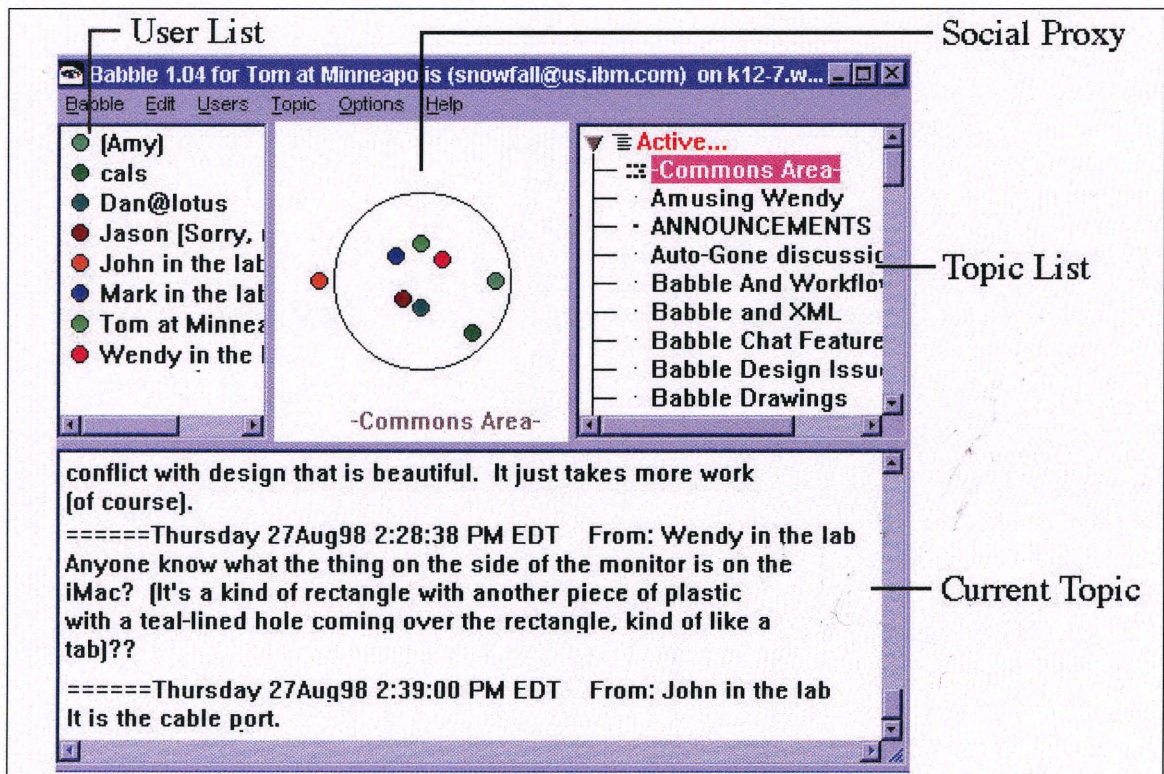 User List
Social Proxy
Babble 1.04 for Tom at Minneapolis (snowfall@us.ibm.com) on k12-7.w...
Babble Edit Users Topic Options Help
(Amy)
cals
Dan@lotus
Jason (Sorry,
John in the lab
Mark in the lab
Tom at Minnea
Wendy in the
-Commons Area-
Active...
-Commons Area-
Amusing Wendy
ANNOUNCEMENTS
Auto-Gone discussio
Babble And Workflow
Babble and XML
Babble Chat Feature
Babble Design Issu
Babble Drawings
Topic List
conflict with design that is beautiful. It just takes more work
(of course).
======Thursday 27Aug98 2:28:38 PM EDT From: Wendy in the lab
Anyone know what the thing on the side of the monitor is on the
iMac? (It's a kind of rectangle with another piece of plastic
with a teal-lined hole coming over the rectangle, kind of like a
tab)??
======Thursday 27Aug98 2:39:00 PM EDT From: John in the lab
It is the cable port.
Current Topic